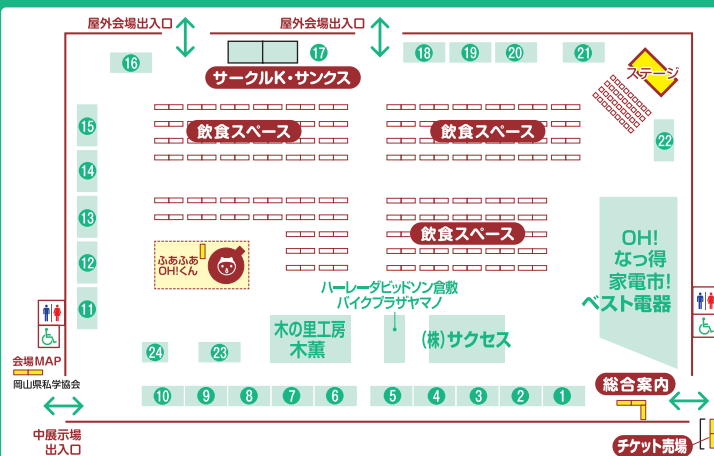 屋外会場出入口
屋外会場出入口
16
17
18
19
20
21
ステージ
サークルK・サンクス
15
飲食スペース
飲食スペース
22
14
13
飲食スペース
OH!
なっ得
家電市!
ベスト電器
12
ふあふあ
OH!くん
11
ハーレーダビッドソン倉敷
バイクプラザヤマノ
木の里工房
木薫
(株)サクセス
24
23
会場MAP
岡山県私学協会
10
9
8
7
6
5
4
3
2
1
総合案内
中展示場
出入口
チケット売場